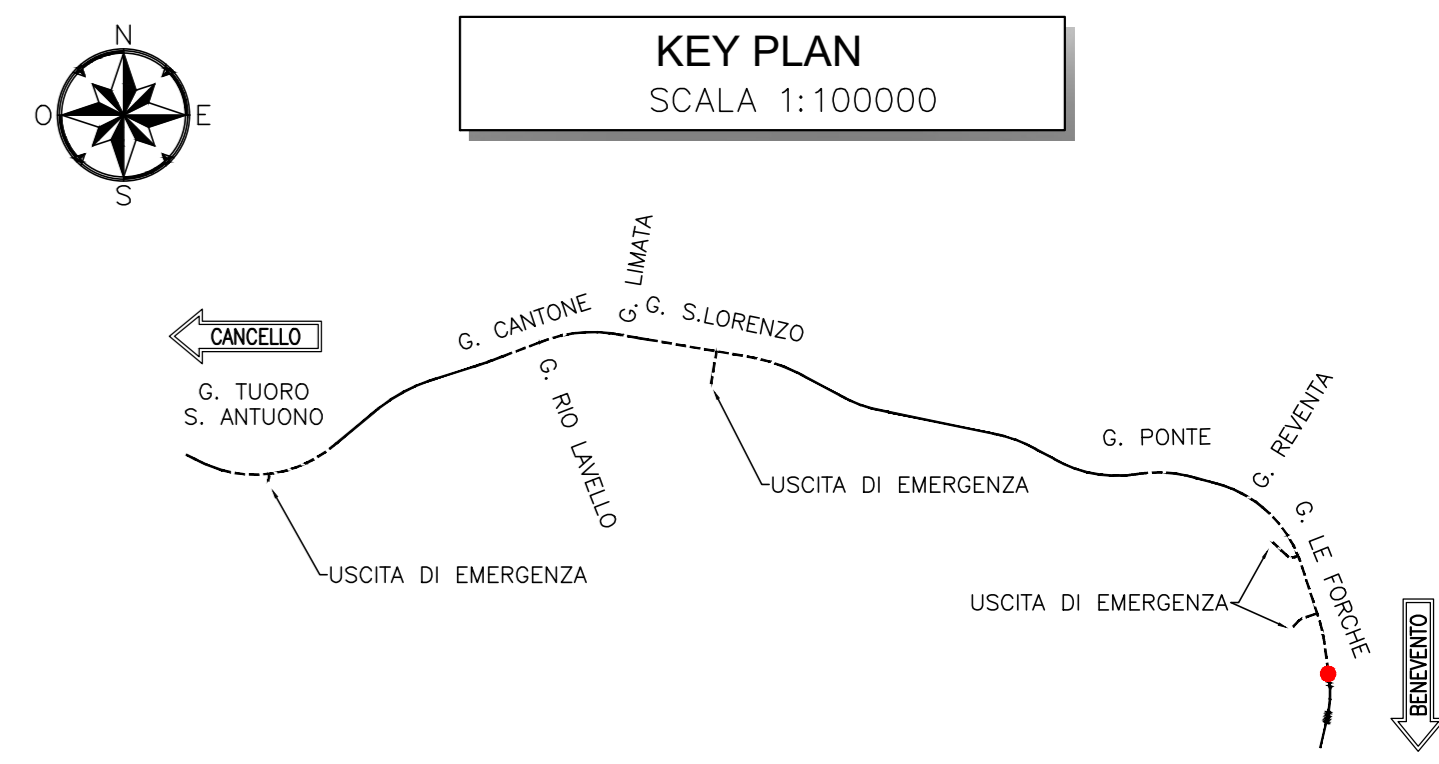 N
O
E
S
KEY PLAN
SCALA 1:100000
CANCELLO
G. TUORO
S. ANTUONO
G. CANTONE
G. LIMATA
G. S.LORENZO
G. RIO LAVELLO
USCITA DI EMERGENZA
USCITA DI EMERGENZA
G. PONTE
G. REVENTA
G. LE FORCHE
USCITA DI EMERGENZA
BENEVENTO